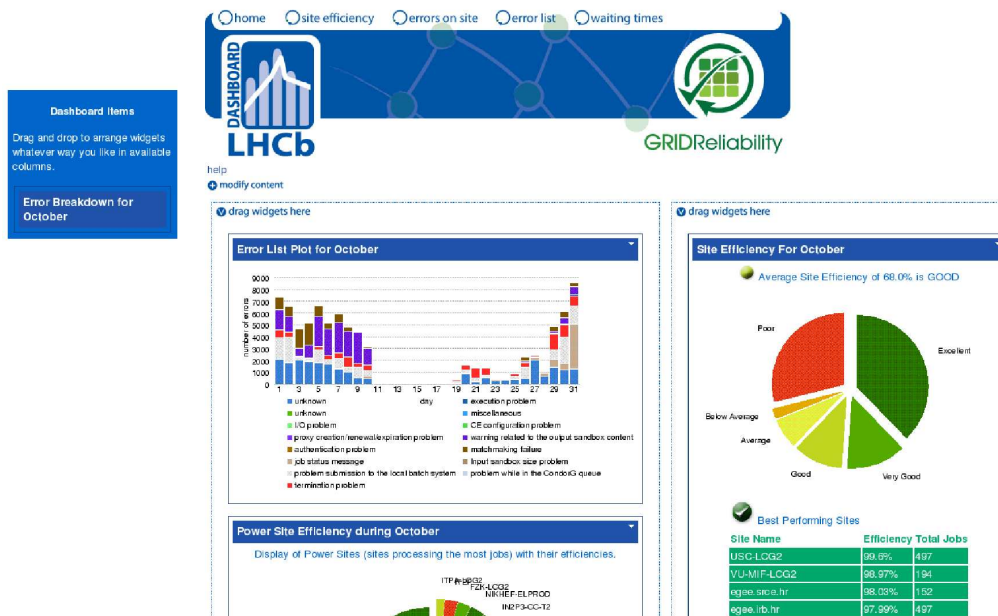 home site efficiency errors on site error list waiting times
DASHBOARD
LHCb
GRIDReliability
Dashboard Items
Drag and drop to arrange widgets
whatever way you like in available
columns.
Error Breakdown for
October
help
modify content
drag widgets here
Error List Plot for October
number of errors
9000
8000
7000
6000
5000
4000
3000
2000
1000
0
1 3 5 7 9 11 13 15 17 19 21 23 25 27 29 31
day
unknown
execution problem
unknown
miscellaneous
I/O problem
CE configuration problem
proxy creation/renewal/expiration problem
warning related to the output sandbox content
authentication problem
matchmaking failure
job status message
Input sandbox size problem
problem submission to the local batch system
problem while in the CondorG queue
termination problem
Power Site Efficiency during October
Display of Power Sites (sites processing the most jobs) with their efficiencies.
FZK-LCG2
NIKHEF-ELPROD
IN2P3-CC-T2
drag widgets here
Site Efficiency For October
Average Site Efficiency of 68.0% is GOOD
Poor
Excellent
Below Average
Average
Good
Very Good
Best Performing Sites
Site Name Efficiency Total Jobs
USC-LCG2 99.6% 497
VU-MIF-LCG2 98.97% 194
egee.srce.hr 98.03% 152
egee.irb.hr 97.99% 497